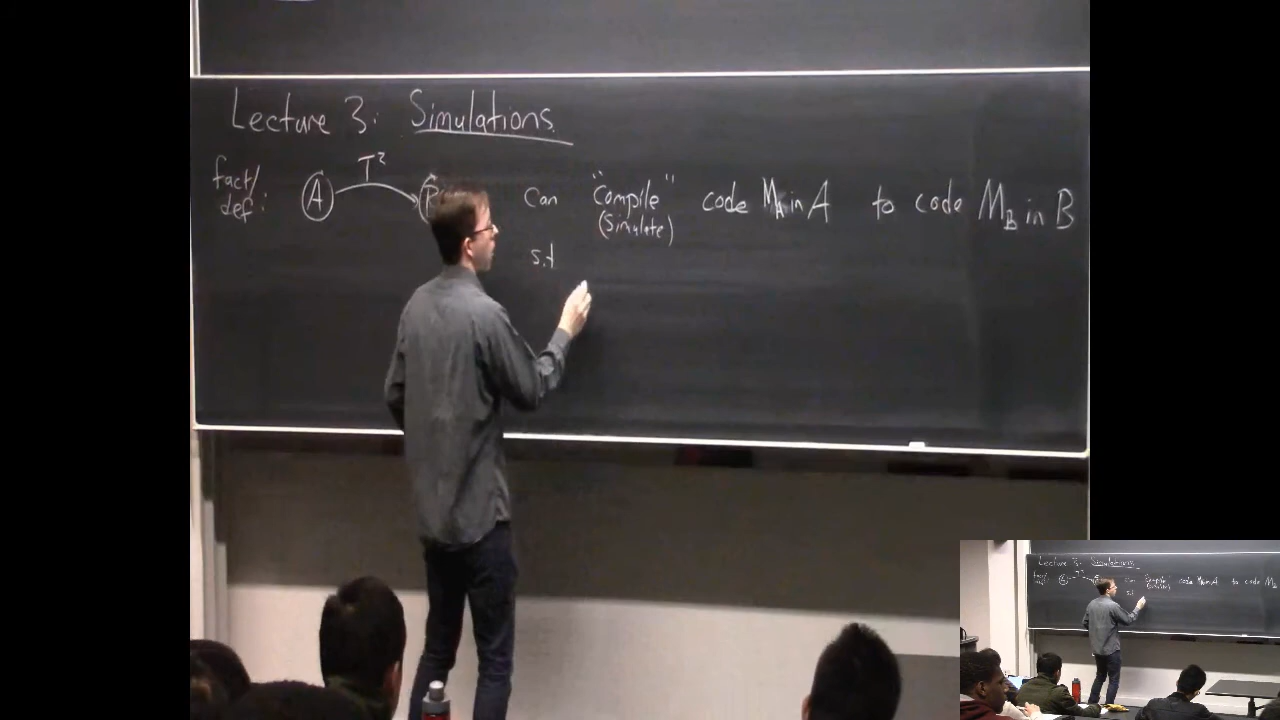 Lecture 3: Simulations
fact/ def: A T² B can "compile" code M_A in A to code M_B in B
(simulate)
s.t